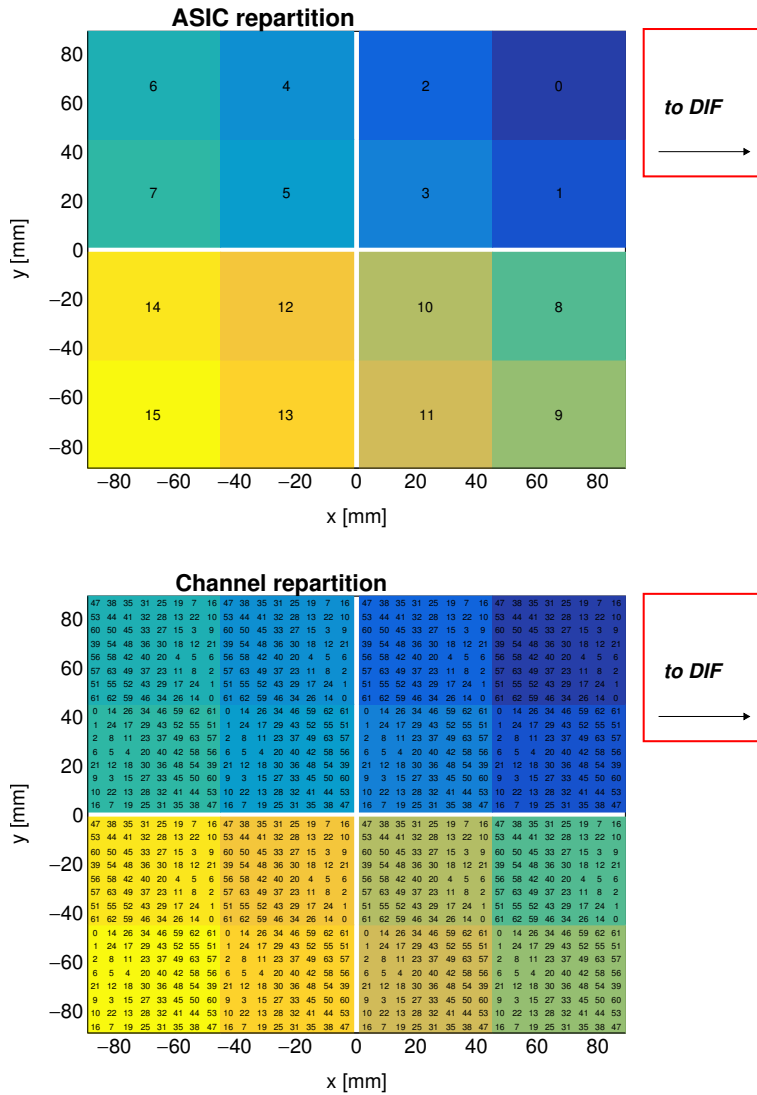 ASIC repartition
80
6 4 2 0
60
to DIF
40
7 5 3 1
20
0
y [mm]
−20
14 12 10 8
−40
−60
15 13 11 9
−80
−80 −60 −40 −20 0 20 40 60 80
x [mm]
Channel repartition
47 38 35 31 25 19 7 16 47 38 35 31 25 19 7 16 47 38 35 31 25 19 7 16 47 38 35 31 25 19 7 16
80
53 44 41 32 28 13 22 10 53 44 41 32 28 13 22 10 53 44 41 32 28 13 22 10 53 44 41 32 28 13 22 10
60 50 45 33 27 15 3 9 60 50 45 33 27 15 3 9 60 50 45 33 27 15 3 9 60 50 45 33 27 15 3 9
39 54 48 36 30 18 12 21 39 54 48 36 30 18 12 21 39 54 48 36 30 18 12 21 39 54 48 36 30 18 12 21
60
56 58 42 40 20 4 5 6 56 58 42 40 20 4 5 6 56 58 42 40 20 4 5 6 56 58 42 40 20 4 5 6
to DIF
57 63 49 37 23 11 8 2 57 63 49 37 23 11 8 2 57 63 49 37 23 11 8 2 57 63 49 37 23 11 8 2
51 55 52 43 29 17 24 1 51 55 52 43 29 17 24 1 51 55 52 43 29 17 24 1 51 55 52 43 29 17 24 1
61 62 59 46 34 26 14 0 61 62 59 46 34 26 14 0 61 62 59 46 34 26 14 0 61 62 59 46 34 26 14 0
40
0 14 26 34 46 59 62 61 0 14 26 34 46 59 62 61 0 14 26 34 46 59 62 61 0 14 26 34 46 59 62 61
1 24 17 29 43 52 55 51 1 24 17 29 43 52 55 51 1 24 17 29 43 52 55 51 1 24 17 29 43 52 55 51
2 8 11 23 37 49 63 57 2 8 11 23 37 49 63 57 2 8 11 23 37 49 63 57 2 8 11 23 37 49 63 57
6 5 4 20 40 42 58 56 6 5 4 20 40 42 58 56 6 5 4 20 40 42 58 56 6 5 4 20 40 42 58 56
20
21 12 18 30 36 48 54 39 21 12 18 30 36 48 54 39 21 12 18 30 36 48 54 39 21 12 18 30 36 48 54 39
9 3 15 27 33 45 50 60 9 3 15 27 33 45 50 60 9 3 15 27 33 45 50 60 9 3 15 27 33 45 50 60
10 22 13 28 32 41 44 53 10 22 13 28 32 41 44 53 10 22 13 28 32 41 44 53 10 22 13 28 32 41 44 53
16 7 19 25 31 35 38 47 16 7 19 25 31 35 38 47 16 7 19 25 31 35 38 47 16 7 19 25 31 35 38 47
0
y [mm]
47 38 35 31 25 19 7 16 47 38 35 31 25 19 7 16 47 38 35 31 25 19 7 16 47 38 35 31 25 19 7 16
53 44 41 32 28 13 22 10 53 44 41 32 28 13 22 10 53 44 41 32 28 13 22 10 53 44 41 32 28 13 22 10
60 50 45 33 27 15 3 9 60 50 45 33 27 15 3 9 60 50 45 33 27 15 3 9 60 50 45 33 27 15 3 9
−20
39 54 48 36 30 18 12 21 39 54 48 36 30 18 12 21 39 54 48 36 30 18 12 21 39 54 48 36 30 18 12 21
56 58 42 40 20 4 5 6 56 58 42 40 20 4 5 6 56 58 42 40 20 4 5 6 56 58 42 40 20 4 5 6
57 63 49 37 23 11 8 2 57 63 49 37 23 11 8 2 57 63 49 37 23 11 8 2 57 63 49 37 23 11 8 2
51 55 52 43 29 17 24 1 51 55 52 43 29 17 24 1 51 55 52 43 29 17 24 1 51 55 52 43 29 17 24 1
−40
61 62 59 46 34 26 14 0 61 62 59 46 34 26 14 0 61 62 59 46 34 26 14 0 61 62 59 46 34 26 14 0
0 14 26 34 46 59 62 61 0 14 26 34 46 59 62 61 0 14 26 34 46 59 62 61 0 14 26 34 46 59 62 61
1 24 17 29 43 52 55 51 1 24 17 29 43 52 55 51 1 24 17 29 43 52 55 51 1 24 17 29 43 52 55 51
2 8 11 23 37 49 63 57 2 8 11 23 37 49 63 57 2 8 11 23 37 49 63 57 2 8 11 23 37 49 63 57
−60
6 5 4 20 40 42 58 56 6 5 4 20 40 42 58 56 6 5 4 20 40 42 58 56 6 5 4 20 40 42 58 56
21 12 18 30 36 48 54 39 21 12 18 30 36 48 54 39 21 12 18 30 36 48 54 39 21 12 18 30 36 48 54 39
9 3 15 27 33 45 50 60 9 3 15 27 33 45 50 60 9 3 15 27 33 45 50 60 9 3 15 27 33 45 50 60
−80
10 22 13 28 32 41 44 53 10 22 13 28 32 41 44 53 10 22 13 28 32 41 44 53 10 22 13 28 32 41 44 53
16 7 19 25 31 35 38 47 16 7 19 25 31 35 38 47 16 7 19 25 31 35 38 47 16 7 19 25 31 35 38 47
−80 −60 −40 −20 0 20 40 60 80
x [mm]